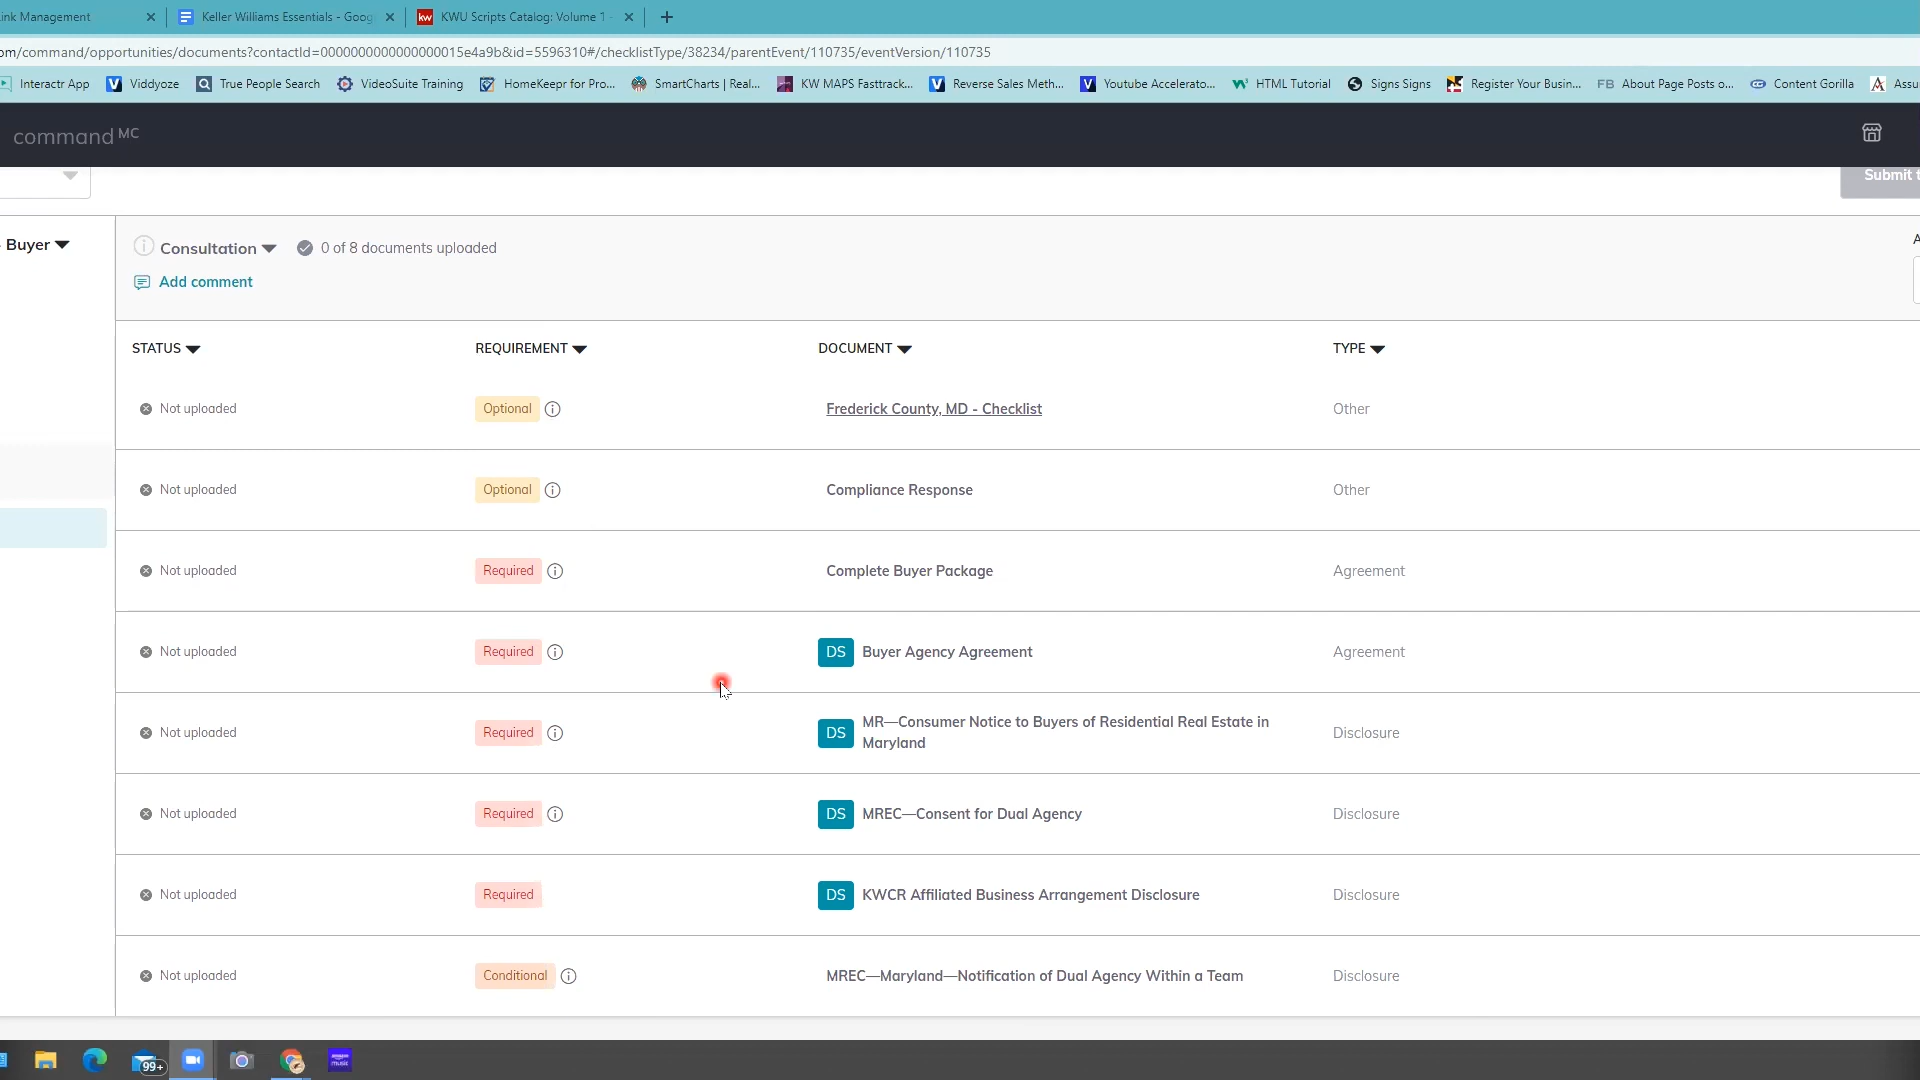 ink Management
Keller Williams Essentials - Goog
kw KWU Scripts Catalog: Volume 1 -
om/command/opportunities/documents?contactId=0000000000000000015e4a9b&id=5596310#/checklistType/38234/parentEvent/110735/eventVersion/110735
Interactr App Viddyoze True People Search VideoSuite Training HomeKeepr for Pro... SmartCharts | Real... KW MAPS Fasttrack... Reverse Sales Meth... Youtube Accelerato... HTML Tutorial Signs Signs Register Your Busin... FB About Page Posts o... Content Gorilla Assu
command MC
Submit t
- Buyer
Consultation 0 of 8 documents uploaded
A
Add comment
STATUS REQUIREMENT DOCUMENT TYPE
Not uploaded Optional Frederick County, MD - Checklist Other
Not uploaded Optional Compliance Response Other
Not uploaded Required Complete Buyer Package Agreement
Not uploaded Required DS Buyer Agency Agreement Agreement
Not uploaded Required DS MR—Consumer Notice to Buyers of Residential Real Estate in
Maryland Disclosure
Not uploaded Required DS MREC—Consent for Dual Agency Disclosure
Not uploaded Required DS KWCR Affiliated Business Arrangement Disclosure Disclosure
Not uploaded Conditional MREC—Maryland—Notification of Dual Agency Within a Team Disclosure
99+